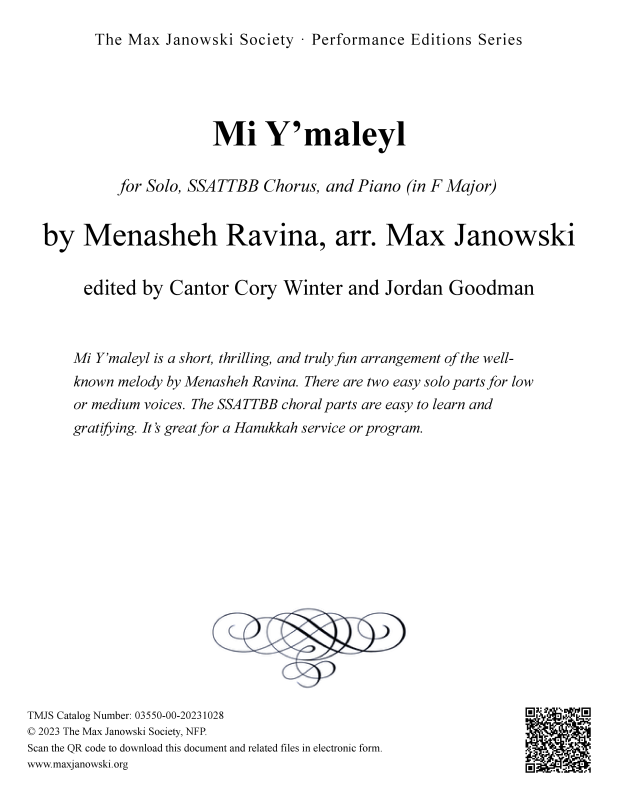 The Max Janowski Society · Performance Editions Series
Mi Y’maleyl
for Solo, SSATTBB Chorus, and Piano (in F Major)
by Menasheh Ravina, arr. Max Janowski
edited by Cantor Cory Winter and Jordan Goodman
Mi Y’maleyl is a short, thrilling, and truly fun arrangement of the well-
known melody by Menasheh Ravina. There are two easy solo parts for low
or medium voices. The SSATTBB choral parts are easy to learn and
gratifying. It’s great for a Hanukkah service or program.
TMJS Catalog Number: 03550-00-20231028
© 2023 The Max Janowski Society, NFP.
Scan the QR code to download this document and related files in electronic form.
www.maxjanowski.org